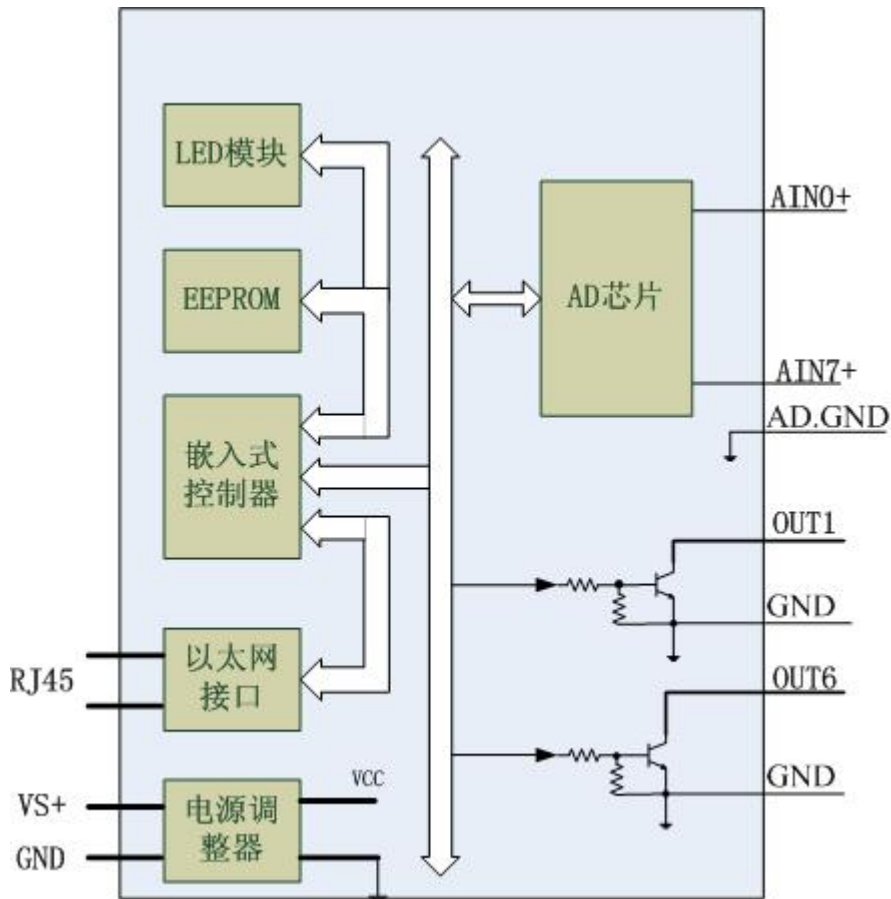 LED模块
EEPROM
嵌入式
控制器
以太网
接口
RJ45
电源调
整器
VS+
GND
VCC
AD芯片
AIN0+
AIN7+
AD.GND
OUT1
GND
OUT6
GND